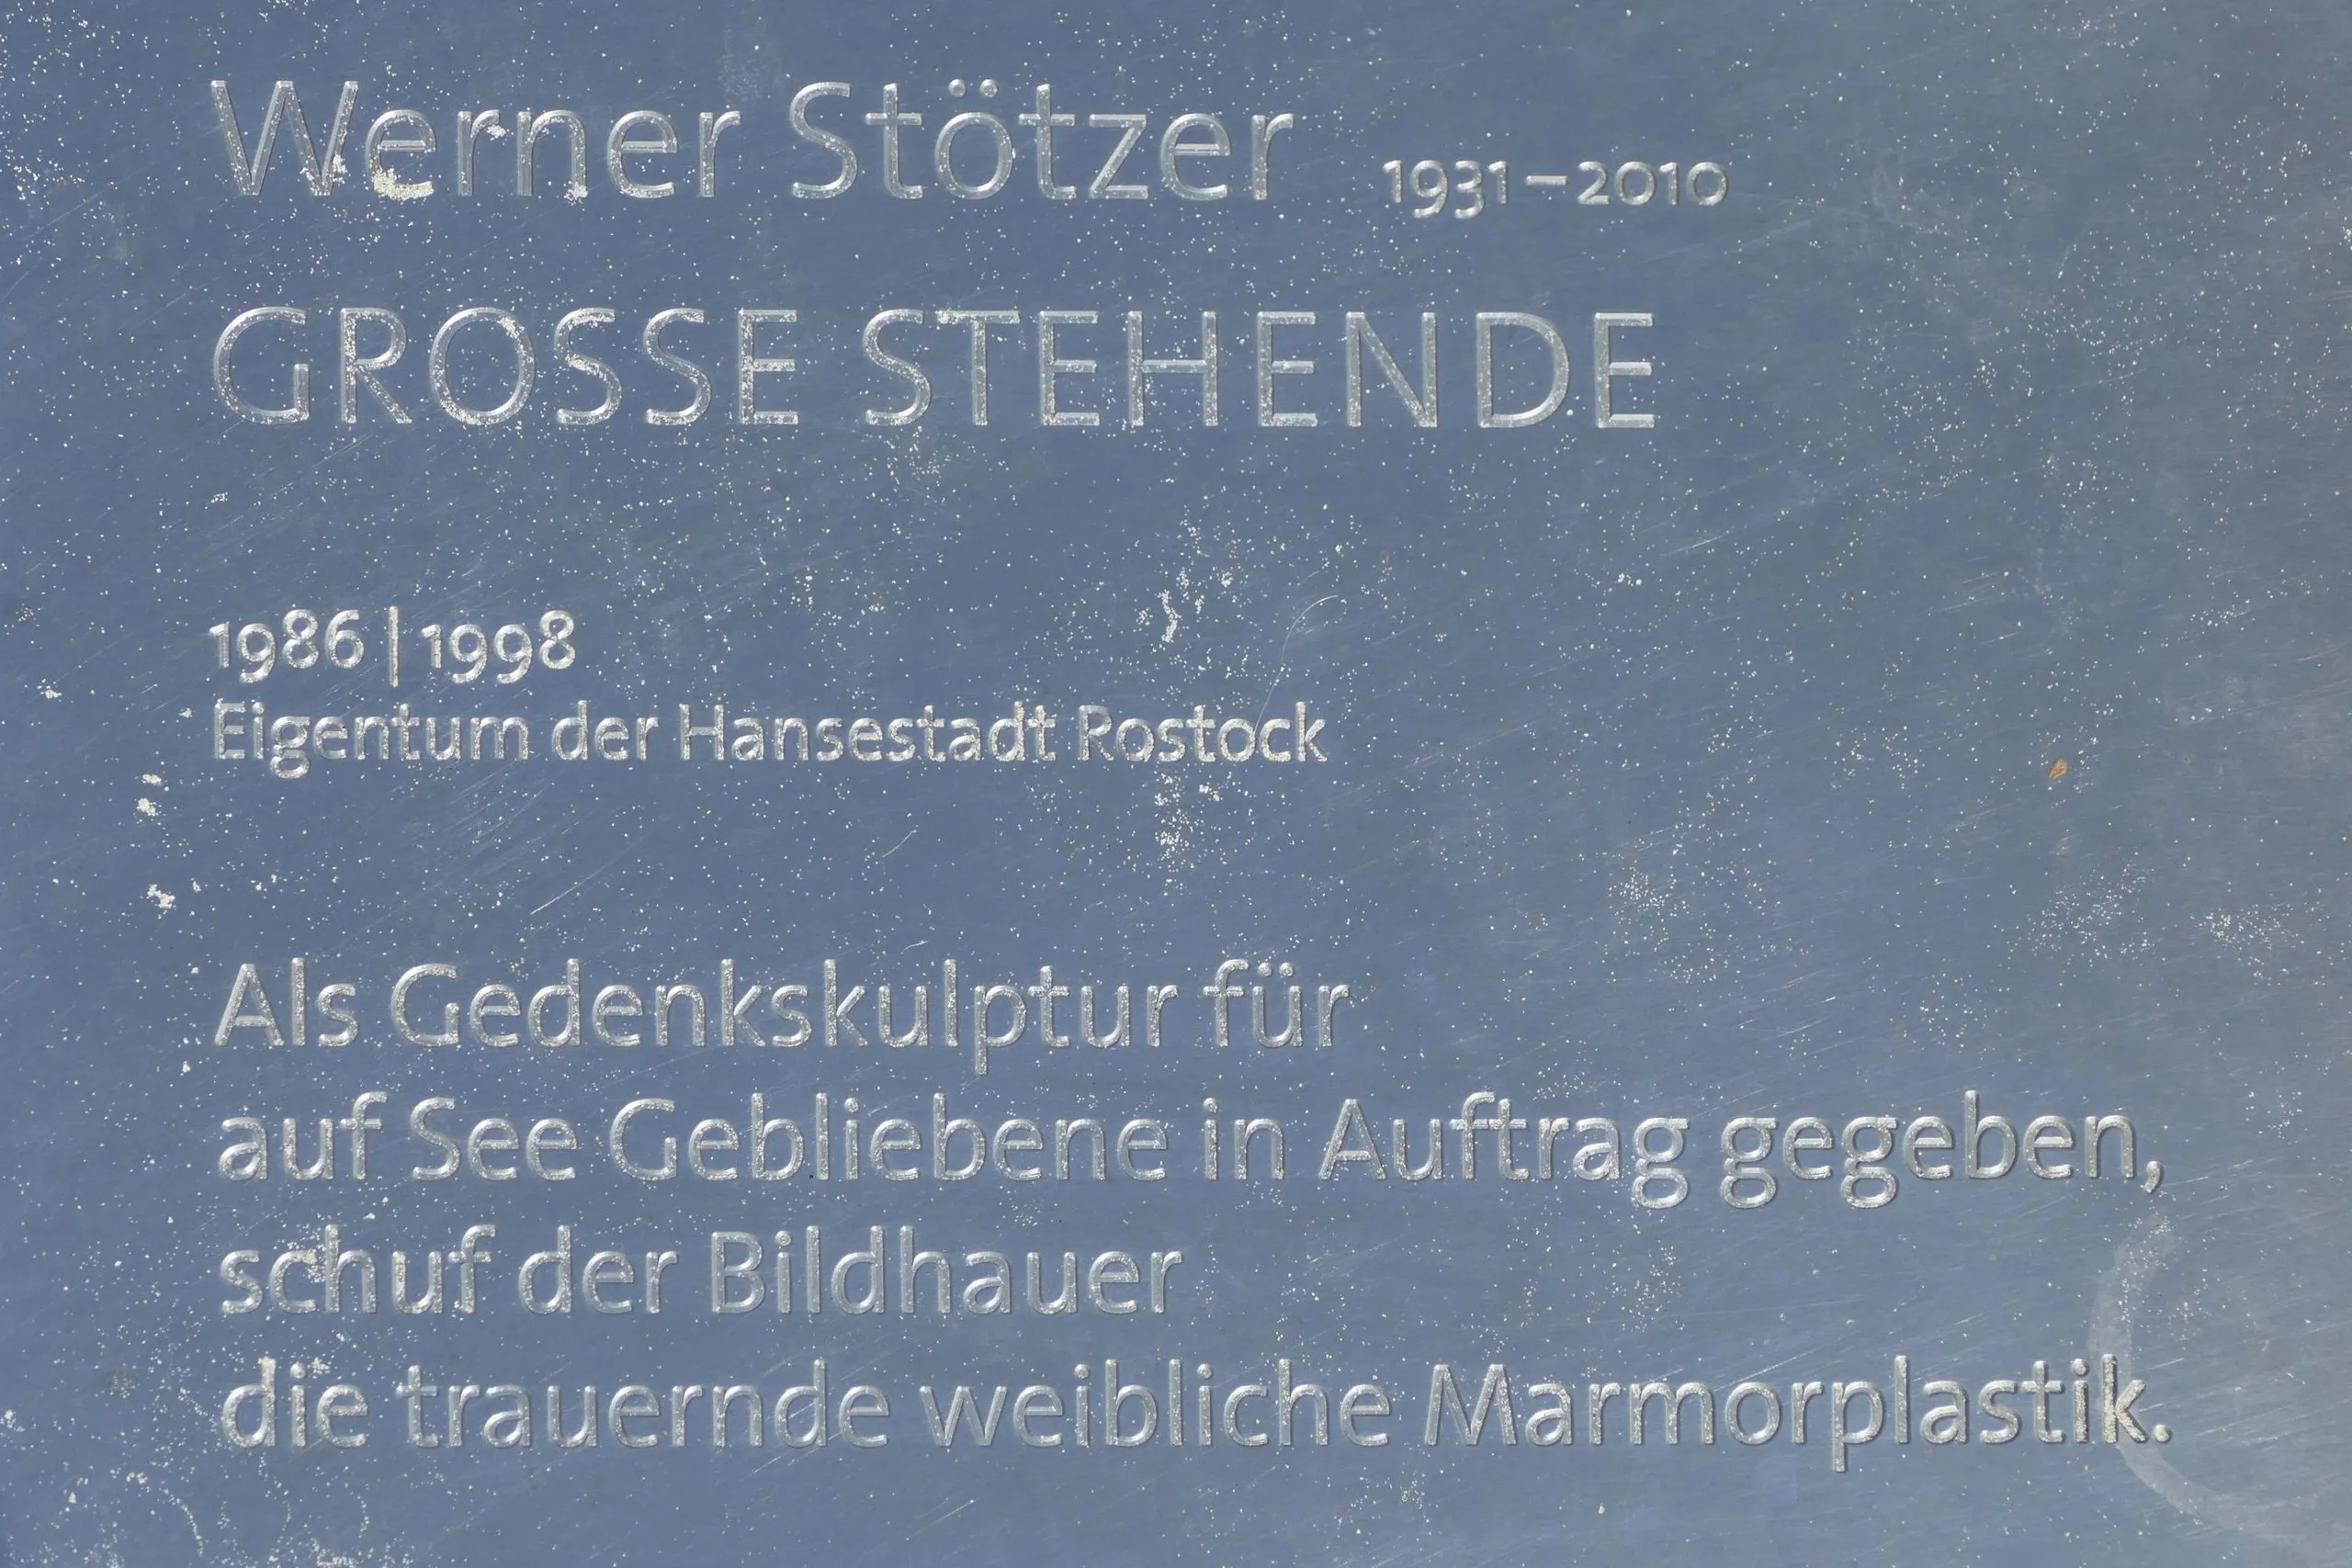 Werner Stötzer 1931–2010
GROSSE STEHENDE
1986 | 1998
Eigentum der Hansestadt Rostock
Als Gedenkskulptur für
auf See Gebliebene in Auftrag gegeben,
schuf der Bildhauer
die trauernde weibliche Marmorplastik.